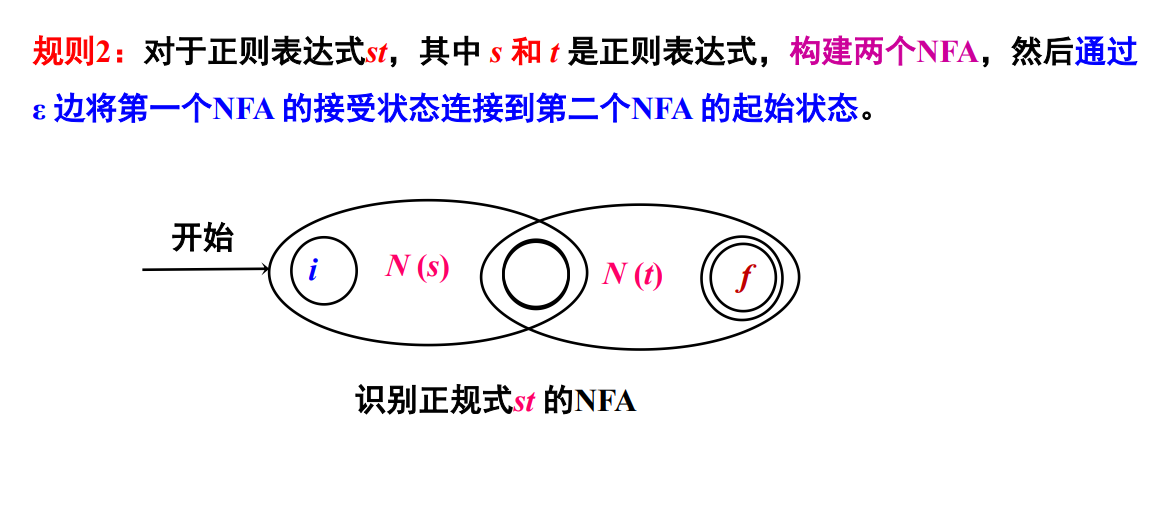 规则2：对于正则表达式st，其中 s 和 t 是正则表达式，构建两个NFA，然后通过
ε 边将第一个NFA 的接受状态连接到第二个NFA 的起始状态。
开始
i
N (s)
N (t)
f
识别正规式st 的NFA